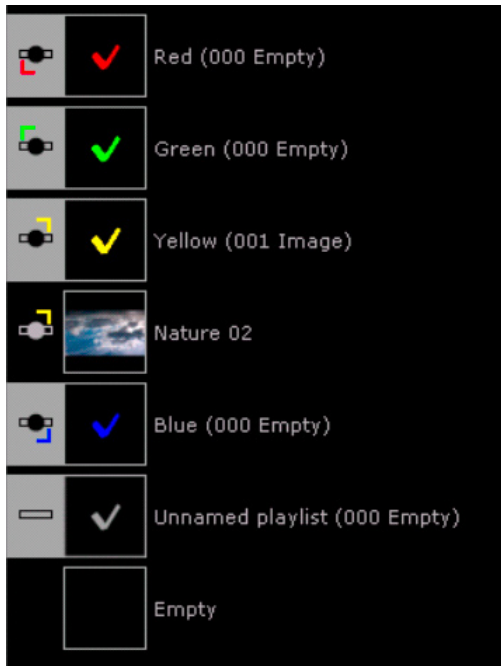 Red (000 Empty)
Green (000 Empty)
Yellow (001 Image)
Nature 02
Blue (000 Empty)
Unnamed playlist (000 Empty)
Empty